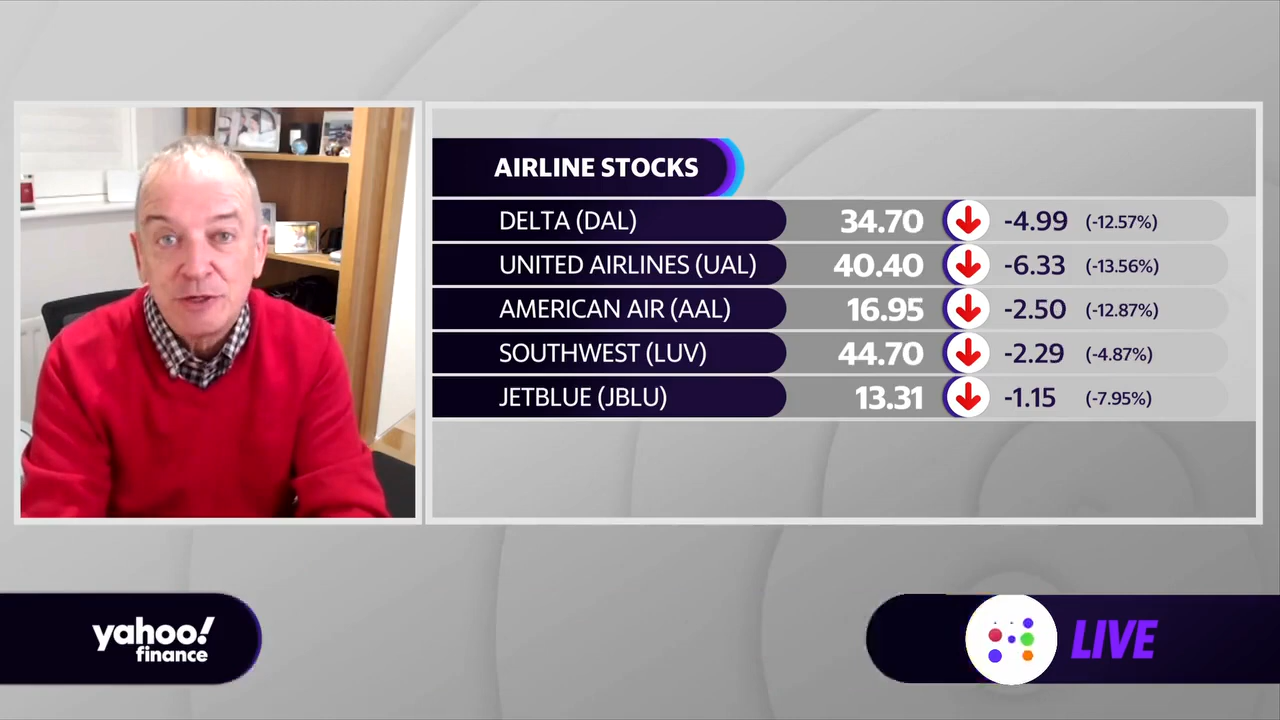 AIRLINE STOCKS
DELTA (DAL) 34.70 -4.99 (-12.57%)
UNITED AIRLINES (UAL) 40.40 -6.33 (-13.56%)
AMERICAN AIR (AAL) 16.95 -2.50 (-12.87%)
SOUTHWEST (LUV) 44.70 -2.29 (-4.87%)
JETBLUE (JBLU) 13.31 -1.15 (-7.95%)
yahoo!
finance
LIVE